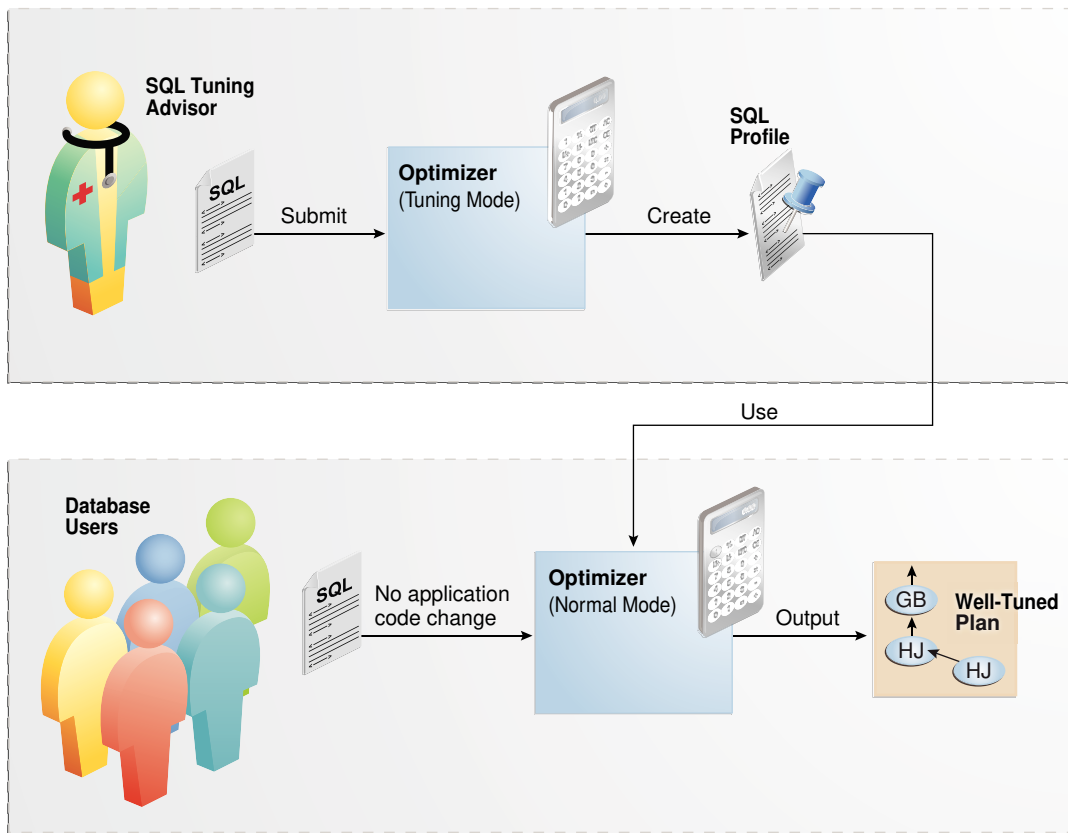 SQL Tuning
Advisor
SQL
Submit
Optimizer
(Tuning Mode)
Create
SQL
Profile
Use
Database
Users
SQL
No application
code change
Optimizer
(Normal Mode)
Output
GB
HJ
HJ
Well-Tuned
Plan